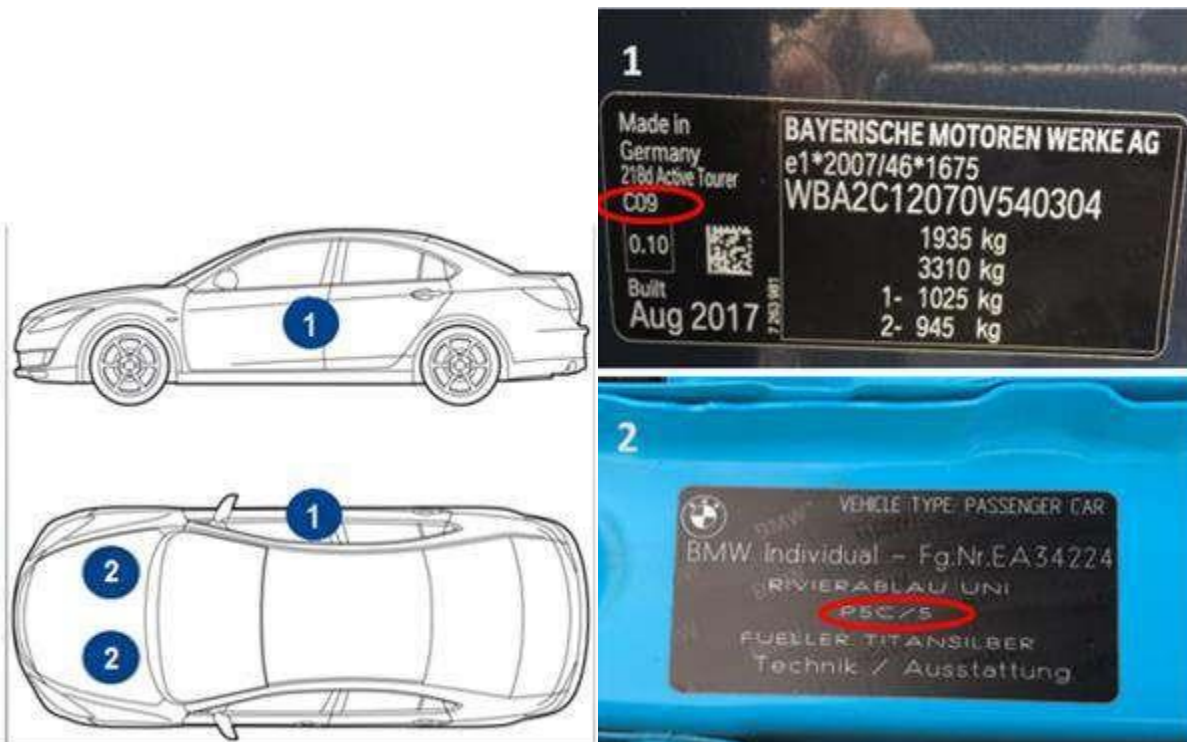 1
1
2
2
1
Made in
Germany
218d Active Tourer
C09
0.10
Built
Aug 2017
BAYERISCHE MOTOREN WERKE AG
e1*2007/46*1675
WBA2C12070V540304
1935 kg
3310 kg
1- 1025 kg
2- 945 kg
2
VEHICLE TYPE PASSENGER CAR
BMW Individual - Fg.Nr.EA34224
RIVIERABLAU UNI
P5C/5
FUELLER TITANSILBER
Technik / Ausstattung